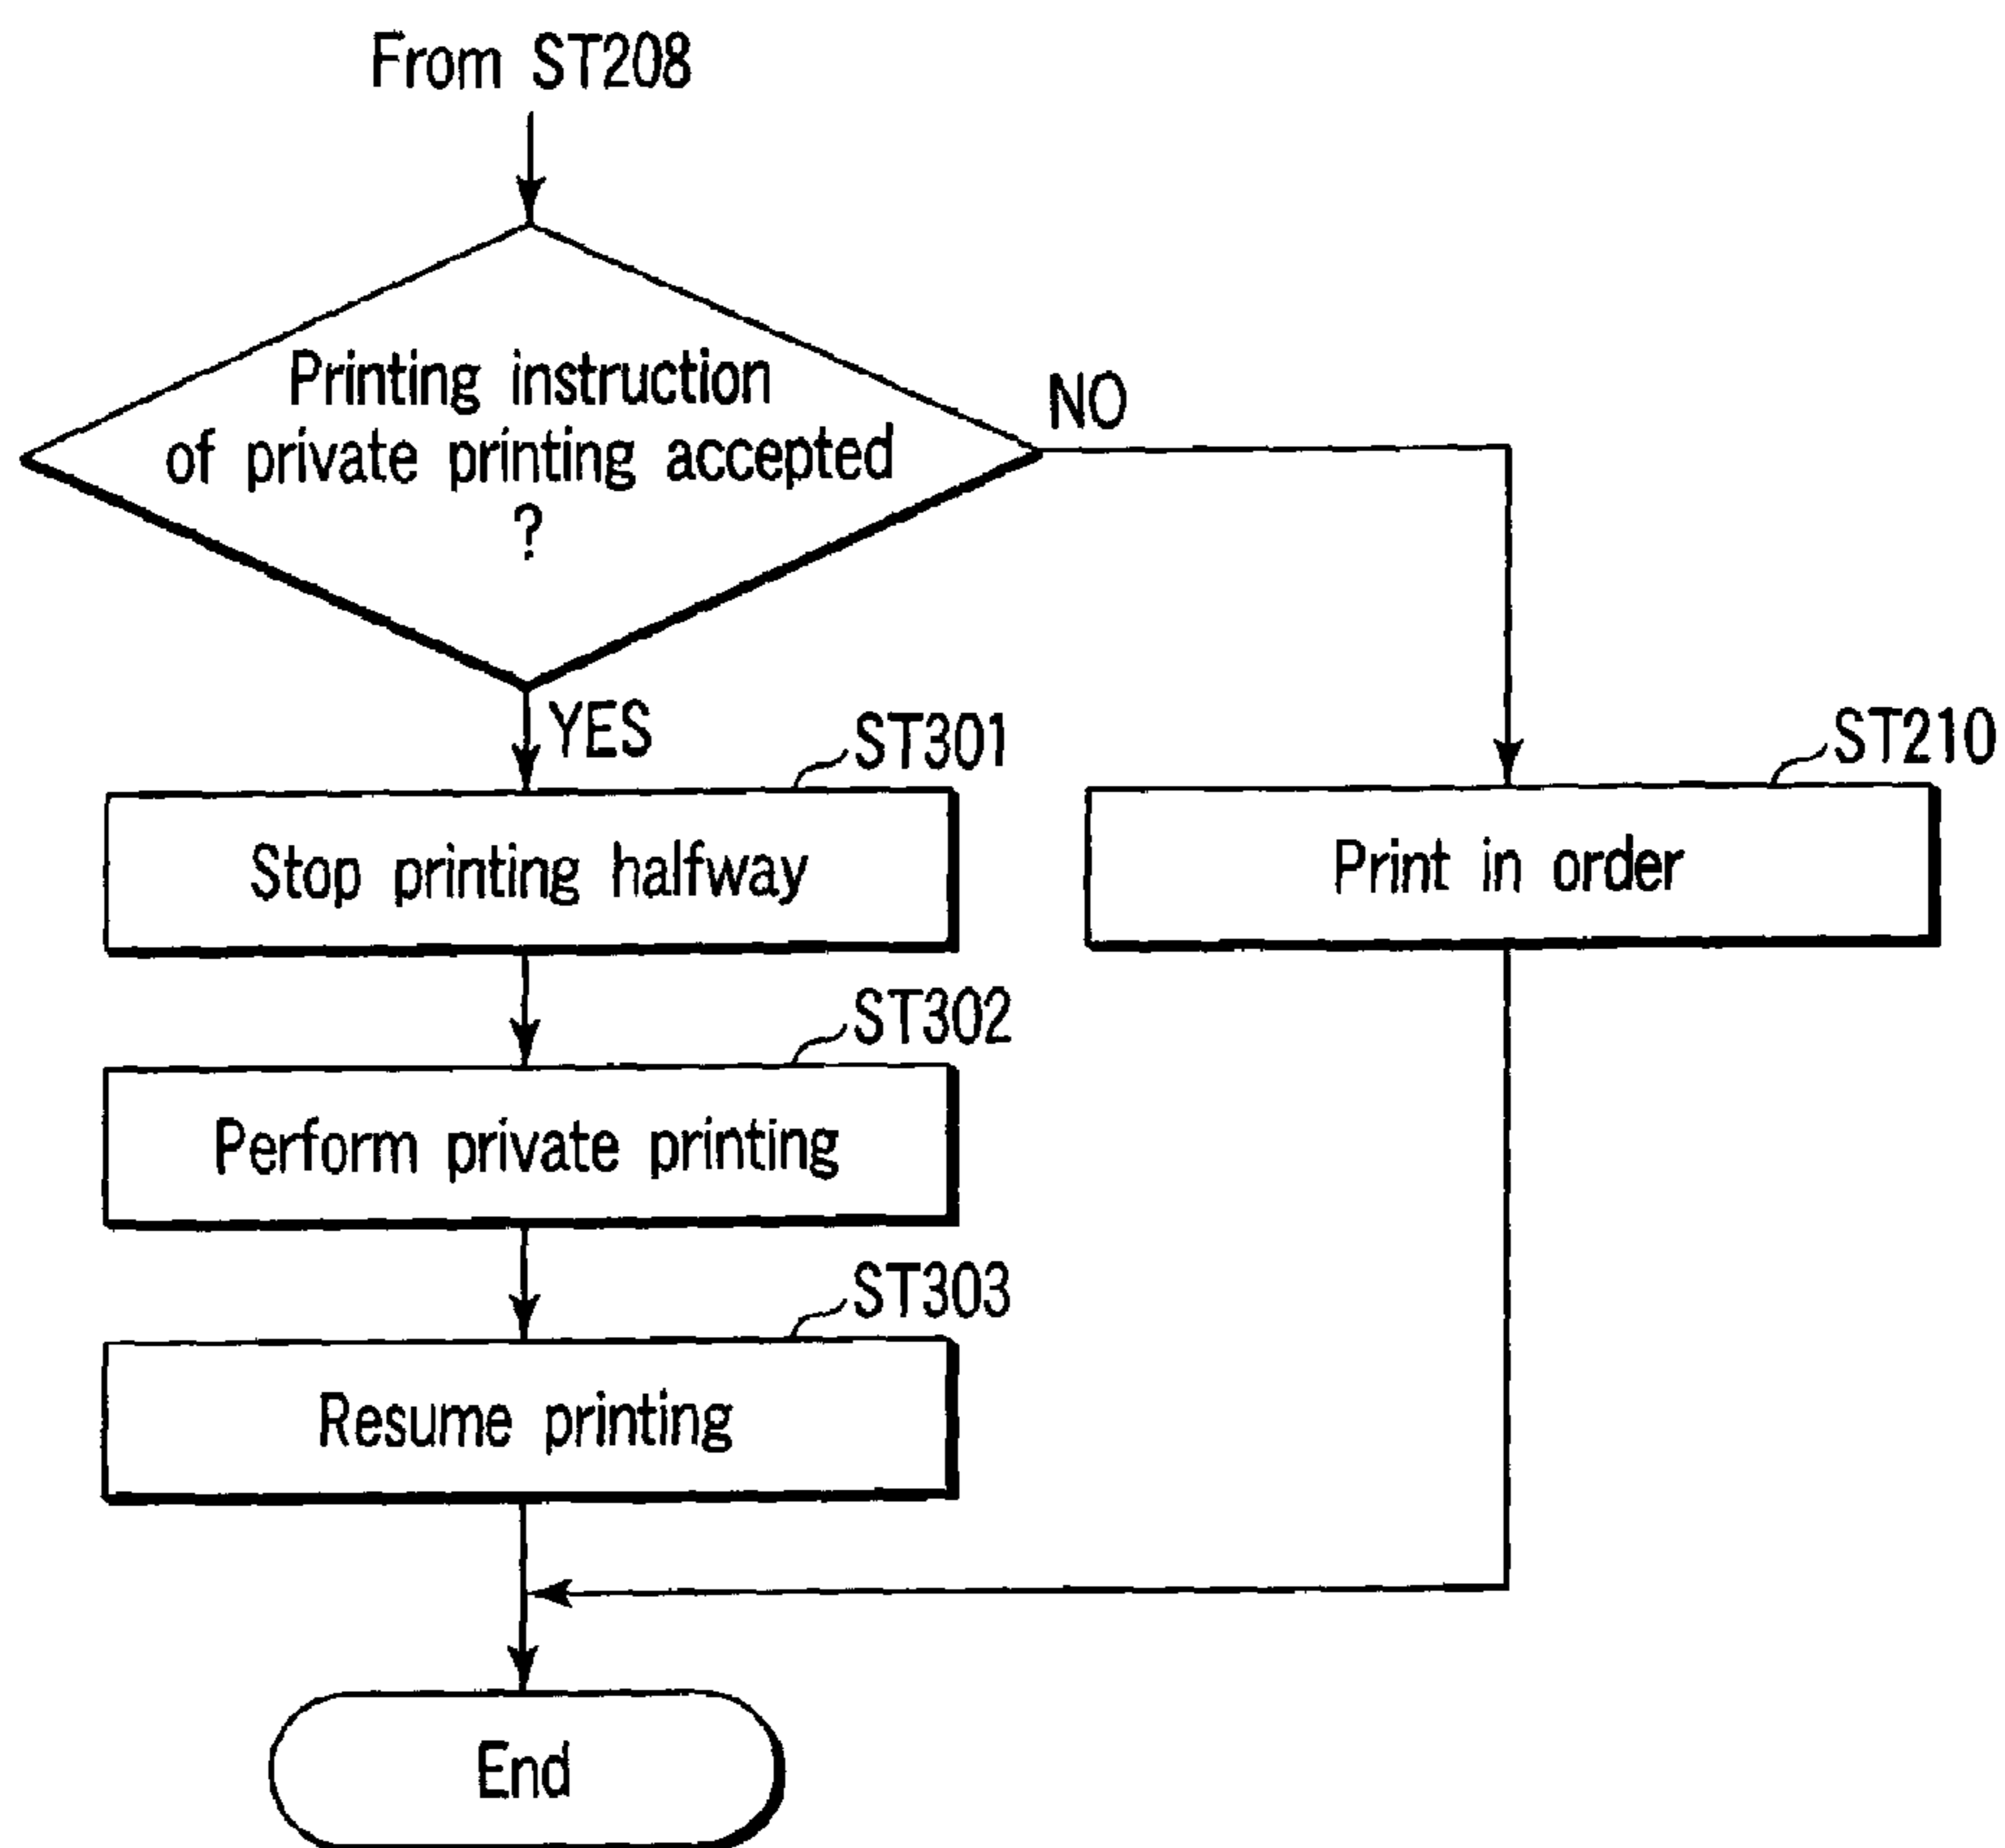 From ST208
Printing instruction
of private printing accepted
?
NO
YES
ST301
Stop printing halfway
ST210
Print in order
ST302
Perform private printing
ST303
Resume printing
End